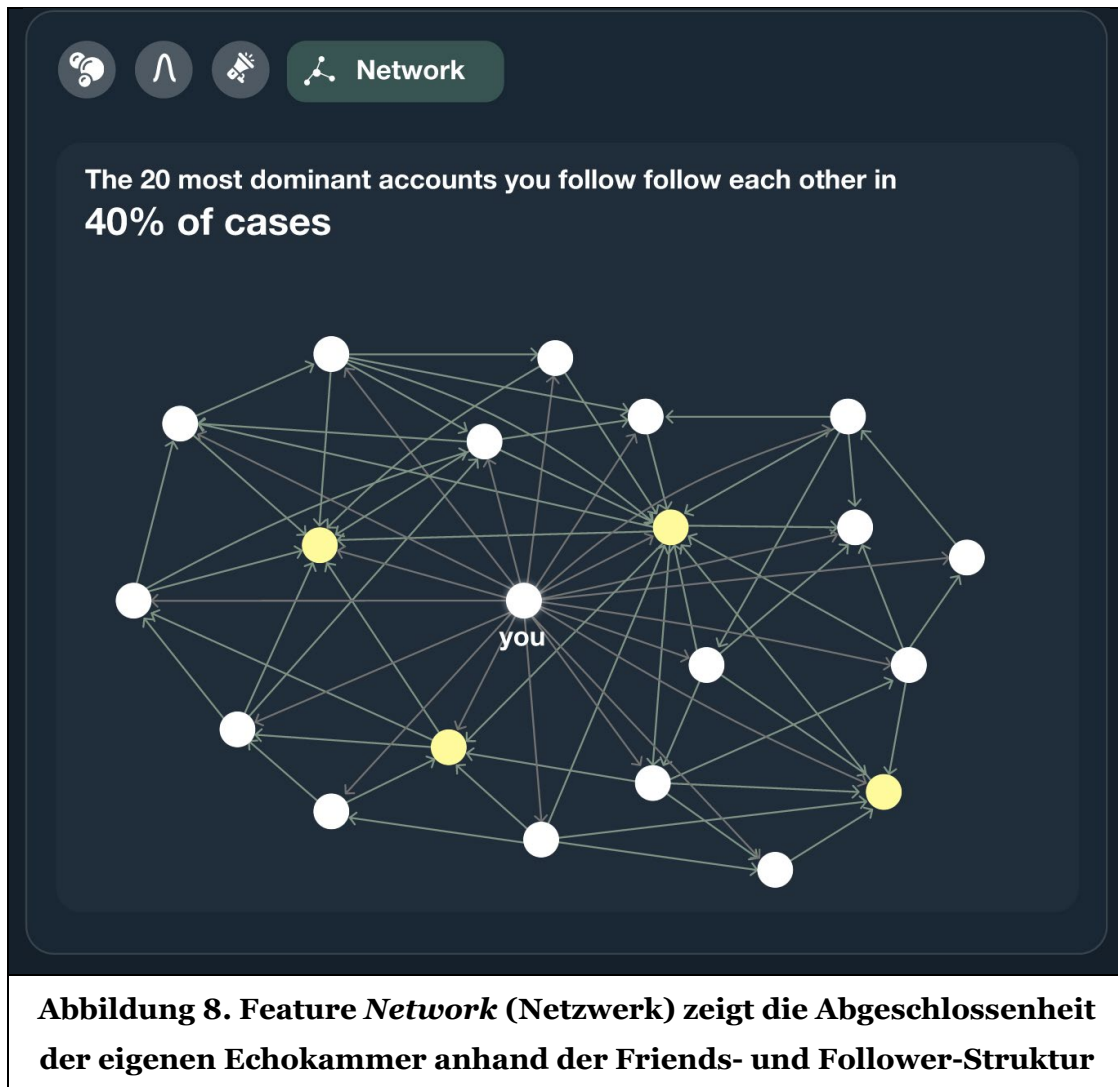 Network
The 20 most dominant accounts you follow follow each other in
40% of cases
you
Abbildung 8. Feature Network (Netzwerk) zeigt die Abgeschlossenheit
der eigenen Echokammer anhand der Friends- und Follower-Struktur